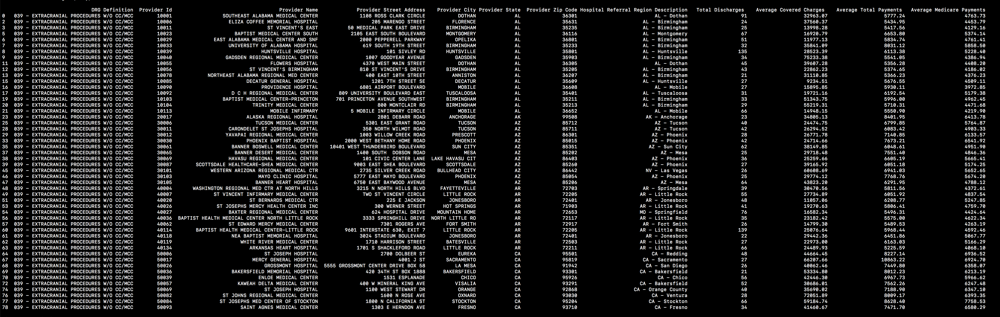 DRG Definition Provider Id Provider Name Provider Street Address Provider City Provider State Provider Zip Code Hospital Referral Region Description Total Discharges Average Covered Charges Average Total Payments Average Medicare Payments
0 039 – EXTRACRANIAL PROCEDURES W/O CC/MCC 10001 SOUTHEAST ALABAMA MEDICAL CENTER 1108 ROSS CLARK CIRCLE DOTHAN AL 36301 AL – Dothan 91 32963.07 5777.24 4763.73
2 039 – EXTRACRANIAL PROCEDURES W/O CC/MCC 10006 ELIZA COFFEE MEMORIAL HOSPITAL 205 MARENGO STREET FLORENCE AL 35631 AL – Birmingham 24 37560.37 5434.95 4453.79
3 039 – EXTRACRANIAL PROCEDURES W/O CC/MCC 10011 ST VINCENT'S EAST 50 MEDICAL PARK EAST DRIVE BIRMINGHAM AL 35235 AL – Birmingham 25 13998.28 5417.56 4129.16
5 039 – EXTRACRANIAL PROCEDURES W/O CC/MCC 10023 BAPTIST MEDICAL CENTER SOUTH 2105 EAST SOUTH BOULEVARD MONTGOMERY AL 36116 AL – Montgomery 67 16920.79 6653.80 5374.14
6 039 – EXTRACRANIAL PROCEDURES W/O CC/MCC 10029 EAST ALABAMA MEDICAL CENTER AND SNF 2000 PEPPERELL PARKWAY OPELIKA AL 36801 AL – Birmingham 51 11977.13 5834.74 4761.41
7 039 – EXTRACRANIAL PROCEDURES W/O CC/MCC 10033 UNIVERSITY OF ALABAMA HOSPITAL 619 SOUTH 19TH STREET BIRMINGHAM AL 35233 AL – Birmingham 32 35841.09 8031.12 5858.50
8 039 – EXTRACRANIAL PROCEDURES W/O CC/MCC 10039 HUNTSVILLE HOSPITAL 101 SIVLEY RD HUNTSVILLE AL 35801 AL – Huntsville 135 28523.39 6113.38 5228.40
9 039 – EXTRACRANIAL PROCEDURES W/O CC/MCC 10040 GADSDEN REGIONAL MEDICAL CENTER 1007 GOODYEAR AVENUE GADSDEN AL 35903 AL – Birmingham 34 75233.38 5541.05 4386.94
11 039 – EXTRACRANIAL PROCEDURES W/O CC/MCC 10055 FLOWERS HOSPITAL 4370 WEST MAIN STREET DOTHAN AL 36305 AL – Dothan 45 39607.28 5356.28 4408.20
12 039 – EXTRACRANIAL PROCEDURES W/O CC/MCC 10056 ST VINCENT'S BIRMINGHAM 810 ST VINCENT'S DRIVE BIRMINGHAM AL 35205 AL – Birmingham 43 22862.23 5374.65 4186.02
13 039 – EXTRACRANIAL PROCEDURES W/O CC/MCC 10078 NORTHEAST ALABAMA REGIONAL MED CENTER 400 EAST 10TH STREET ANNISTON AL 36207 AL – Birmingham 21 31110.85 5366.23 4376.23
15 039 – EXTRACRANIAL PROCEDURES W/O CC/MCC 10085 DECATUR GENERAL HOSPITAL 1201 7TH STREET SE DECATUR AL 35609 AL – Huntsville 27 9234.51 5676.55 4509.11
16 039 – EXTRACRANIAL PROCEDURES W/O CC/MCC 10090 PROVIDENCE HOSPITAL 6801 AIRPORT BOULEVARD MOBILE AL 36608 AL – Mobile 27 15895.85 5930.11 3972.85
17 039 – EXTRACRANIAL PROCEDURES W/O CC/MCC 10092 D C H REGIONAL MEDICAL CENTER 809 UNIVERSITY BOULEVARD EAST TUSCALOOSA AL 35401 AL – Tuscaloosa 31 19721.16 6192.54 5179.38
19 039 – EXTRACRANIAL PROCEDURES W/O CC/MCC 10103 BAPTIST MEDICAL CENTER–PRINCETON 701 PRINCETON AVENUE SOUTHWEST BIRMINGHAM AL 35211 AL – Birmingham 33 51343.75 5996.00 4962.45
20 039 – EXTRACRANIAL PROCEDURES W/O CC/MCC 10104 TRINITY MEDICAL CENTER 800 MONTCLAIR RD BIRMINGHAM AL 35213 AL – Birmingham 29 55219.31 5710.31 4471.68
21 039 – EXTRACRANIAL PROCEDURES W/O CC/MCC 10113 MOBILE INFIRMARY 5 MOBILE INFIRMARY CIRCLE MOBILE AL 36652 AL – Mobile 66 14948.15 5550.90 4219.90
23 039 – EXTRACRANIAL PROCEDURES W/O CC/MCC 20017 ALASKA REGIONAL HOSPITAL 2801 DEBARR ROAD ANCHORAGE AK 99508 AK – Anchorage 23 34805.13 8401.95 6413.78
25 039 – EXTRACRANIAL PROCEDURES W/O CC/MCC 30006 TUCSON MEDICAL CENTER 5301 EAST GRANT ROAD TUCSON AZ 85712 AZ – Tucson 40 24474.75 6799.85 5764.87
28 039 – EXTRACRANIAL PROCEDURES W/O CC/MCC 30011 CARONDELET ST JOSEPHS HOSPITAL 350 NORTH WILMOT ROAD TUCSON AZ 85711 AZ – Tucson 42 26294.52 6083.42 4903.33
29 039 – EXTRACRANIAL PROCEDURES W/O CC/MCC 30012 YAVAPAI REGIONAL MEDICAL CENTER 1003 WILLOW CREEK ROAD PRESCOTT AZ 86301 AZ – Phoenix 28 26771.78 7140.85 6133.57
33 039 – EXTRACRANIAL PROCEDURES W/O CC/MCC 30030 PHOENIX BAPTIST HOSPITAL 2000 WEST BETHANY HOME ROAD PHOENIX AZ 85015 AZ – Phoenix 42 24714.66 7673.21 6541.92
35 039 – EXTRACRANIAL PROCEDURES W/O CC/MCC 30061 BANNER BOSWELL MEDICAL CENTER 10401 WEST THUNDERBIRD BOULEVARD SUN CITY AZ 85351 AZ – Sun City 62 38149.85 6048.61 4951.90
37 039 – EXTRACRANIAL PROCEDURES W/O CC/MCC 30065 BANNER DESERT MEDICAL CENTER 1400 SOUTH  DOBSON ROAD MESA AZ 85202 AZ – Mesa 25 29718.48 7551.40 4846.36
38 039 – EXTRACRANIAL PROCEDURES W/O CC/MCC 30069 HAVASU REGIONAL MEDICAL CENTER 101 CIVIC CENTER LANE LAKE HAVASU CIT AZ 86403 AZ – Phoenix 36 25259.66 6605.19 5665.41
39 039 – EXTRACRANIAL PROCEDURES W/O CC/MCC 30087 SCOTTSDALE HEALTHCARE–SHEA MEDICAL CENTER 9003 EAST SHEA BOULEVARD SCOTTSDALE AZ 85260 AZ – Phoenix 27 39165.92 6051.18 5174.25
45 039 – EXTRACRANIAL PROCEDURES W/O CC/MCC 30101 WESTERN ARIZONA REGIONAL MEDICAL CTR 2735 SILVER CREEK ROAD BULLHEAD CITY AZ 86442 NV – Las Vegas 26 60608.69 6941.03 5652.65
46 039 – EXTRACRANIAL PROCEDURES W/O CC/MCC 30103 MAYO CLINIC HOSPITAL 5777 EAST MAYO BOULEVARD PHOENIX AZ 85054 AZ – Phoenix 25 29774.12 7768.76 5674.20
47 039 – EXTRACRANIAL PROCEDURES W/O CC/MCC 30105 BANNER HEART HOSPITAL 6750 EAST BAYWOOD AVENUE MESA AZ 85206 AZ – Mesa 64 43823.20 6291.95 4788.12
48 039 – EXTRACRANIAL PROCEDURES W/O CC/MCC 40004 WASHINGTON REGIONAL MED CTR AT NORTH HILLS 3215 N NORTH HILLS BLVD FAYETTEVILLE AR 72703 AR – Springdale 39 30470.56 5811.56 4372.61
49 039 – EXTRACRANIAL PROCEDURES W/O CC/MCC 40007 ST VINCENT INFIRMARY MEDICAL CENTER TWO ST VINCENT CIRCLE LITTLE ROCK AR 72205 AR – Little Rock 55 27734.89 6051.92 4837.54
51 039 – EXTRACRANIAL PROCEDURES W/O CC/MCC 40020 ST BERNARDS MEDICAL CTR 225 E JACKSON JONESBORO AR 72401 AR – Jonesboro 48 11057.06 6208.77 5247.85
53 039 – EXTRACRANIAL PROCEDURES W/O CC/MCC 40026 ST JOSEPHS MERCY HEALTH CENTER INC 300 WERNER STREET HOT SPRINGS AR 71903 AR – Little Rock 41 19270.63 5806.41 4759.70
54 039 – EXTRACRANIAL PROCEDURES W/O CC/MCC 40027 BAXTER REGIONAL MEDICAL CENTER 624 HOSPITAL DRIVE MOUNTAIN HOME AR 72653 MO – Springfield 76 16582.34 5496.31 4424.64
56 039 – EXTRACRANIAL PROCEDURES W/O CC/MCC 40036 BAPTIST HEALTH MEDICAL CENTER NORTH LITTLE ROCK 3333 SPRINGHILL DRIVE NORTH LITTLE RO AR 72117 AR – Little Rock 35 23182.42 5575.00 4622.34
57 039 – EXTRACRANIAL PROCEDURES W/O CC/MCC 40062 ST EDWARD MERCY MEDICAL CENTER 7301 ROGERS AVE FORT SMITH AR 72917 AR – Fort Smith 26 14799.30 5489.53 4263.19
60 039 – EXTRACRANIAL PROCEDURES W/O CC/MCC 40114 BAPTIST HEALTH MEDICAL CENTER–LITTLE ROCK 9601 INTERSTATE 630, EXIT 7 LITTLE ROCK AR 72205 AR – Little Rock 139 25076.64 5968.44 4592.46
61 039 – EXTRACRANIAL PROCEDURES W/O CC/MCC 40118 NEA BAPTIST MEMORIAL HOSPITAL 3024 STADIUM BOULEVARD JONESBORO AR 72401 AR – Jonesboro 22 29442.36 6451.86 5067.77
62 039 – EXTRACRANIAL PROCEDURES W/O CC/MCC 40119 WHITE RIVER MEDICAL CENTER 1710 HARRISON STREET BATESVILLE AR 72503 AR – Little Rock 27 22973.00 6163.03 5166.29
63 039 – EXTRACRANIAL PROCEDURES W/O CC/MCC 40134 ARKANSAS HEART HOSPITAL 1701 S SHACKLEFORD ROAD LITTLE ROCK AR 72211 AR – Little Rock 66 24489.93 5225.59 4068.10
64 039 – EXTRACRANIAL PROCEDURES W/O CC/MCC 50006 ST JOSEPH HOSPITAL 2700 DOLBEER ST EUREKA CA 95501 CA – Redding 48 44664.45 8227.14 6936.52
67 039 – EXTRACRANIAL PROCEDURES W/O CC/MCC 50017 MERCY GENERAL HOSPITAL 4001 J ST SACRAMENTO CA 95819 CA – Sacramento 27 66207.66 10863.22 6924.70
68 039 – EXTRACRANIAL PROCEDURES W/O CC/MCC 50026 GROSSMONT HOSPITAL 5555 GROSSMONT CENTER DRIVE BOX 58 LA MESA CA 91942 CA – San Diego 26 40062.46 7449.80 6358.07
69 039 – EXTRACRANIAL PROCEDURES W/O CC/MCC 50036 BAKERSFIELD MEMORIAL HOSPITAL 420 34TH ST BOX 1888 BAKERSFIELD CA 93301 CA – Bakersfield 21 53334.80 8012.23 6213.19
70 039 – EXTRACRANIAL PROCEDURES W/O CC/MCC 50039 ENLOE MEDICAL CENTER 1531 ESPLANADE CHICO CA 95926 CA – Chico 56 42446.30 6967.73 5966.62
72 039 – EXTRACRANIAL PROCEDURES W/O CC/MCC 50057 KAWEAH DELTA MEDICAL CENTER 400 W MINERAL KING AVE VISALIA CA 93291 CA – Bakersfield 52 30686.01 7562.26 6247.48
74 039 – EXTRACRANIAL PROCEDURES W/O CC/MCC 50069 ST JOSEPH HOSPITAL 1100 WEST STEWART DR ORANGE CA 92868 CA – Orange County 40 35690.02 7188.90 6347.10
76 039 – EXTRACRANIAL PROCEDURES W/O CC/MCC 50082 ST JOHNS REGIONAL MEDICAL CENTER 1600 N ROSE AVE OXNARD CA 93030 CA – Ventura 28 72051.89 8009.17 6393.35
77 039 – EXTRACRANIAL PROCEDURES W/O CC/MCC 50084 ST JOSEPHS MED CENTER OF STOCKTON 1800 N CALIFORNIA ST STOCKTON CA 95204 CA – Stockton 66 59184.74 8628.40 7758.53
78 039 – EXTRACRANIAL PROCEDURES W/O CC/MCC 50093 SAINT AGNES MEDICAL CENTER 1303 E HERNDON AVE FRESNO CA 93710 CA – Fresno 34 41460.67 7471.70 6580.29